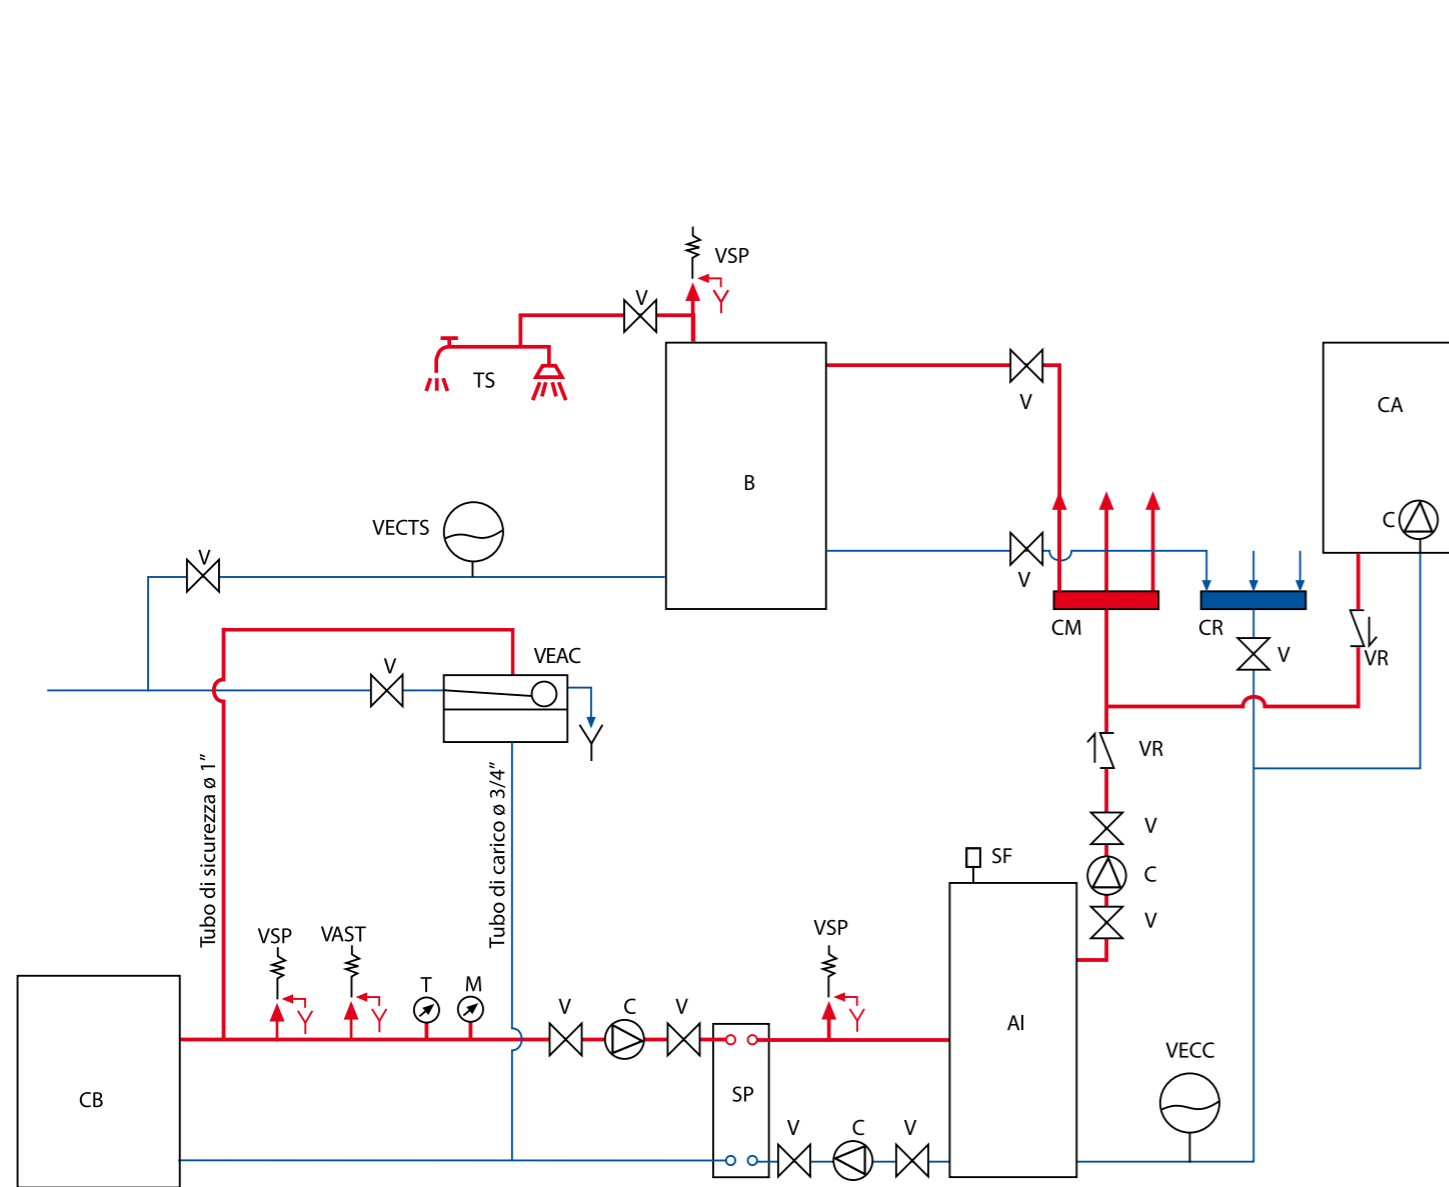 VSP
V
TS
V
CA
B
C
VECTS
V
V
CM
CR
V
VR
VEAC
V
VR
Tubo di sicurezza ø 1”
Tubo di carico ø 3/4”
V
SF
C
V
VSP
VAST
VSP
T
M
V
C
V
AI
VECC
CB
SP
V
C
V